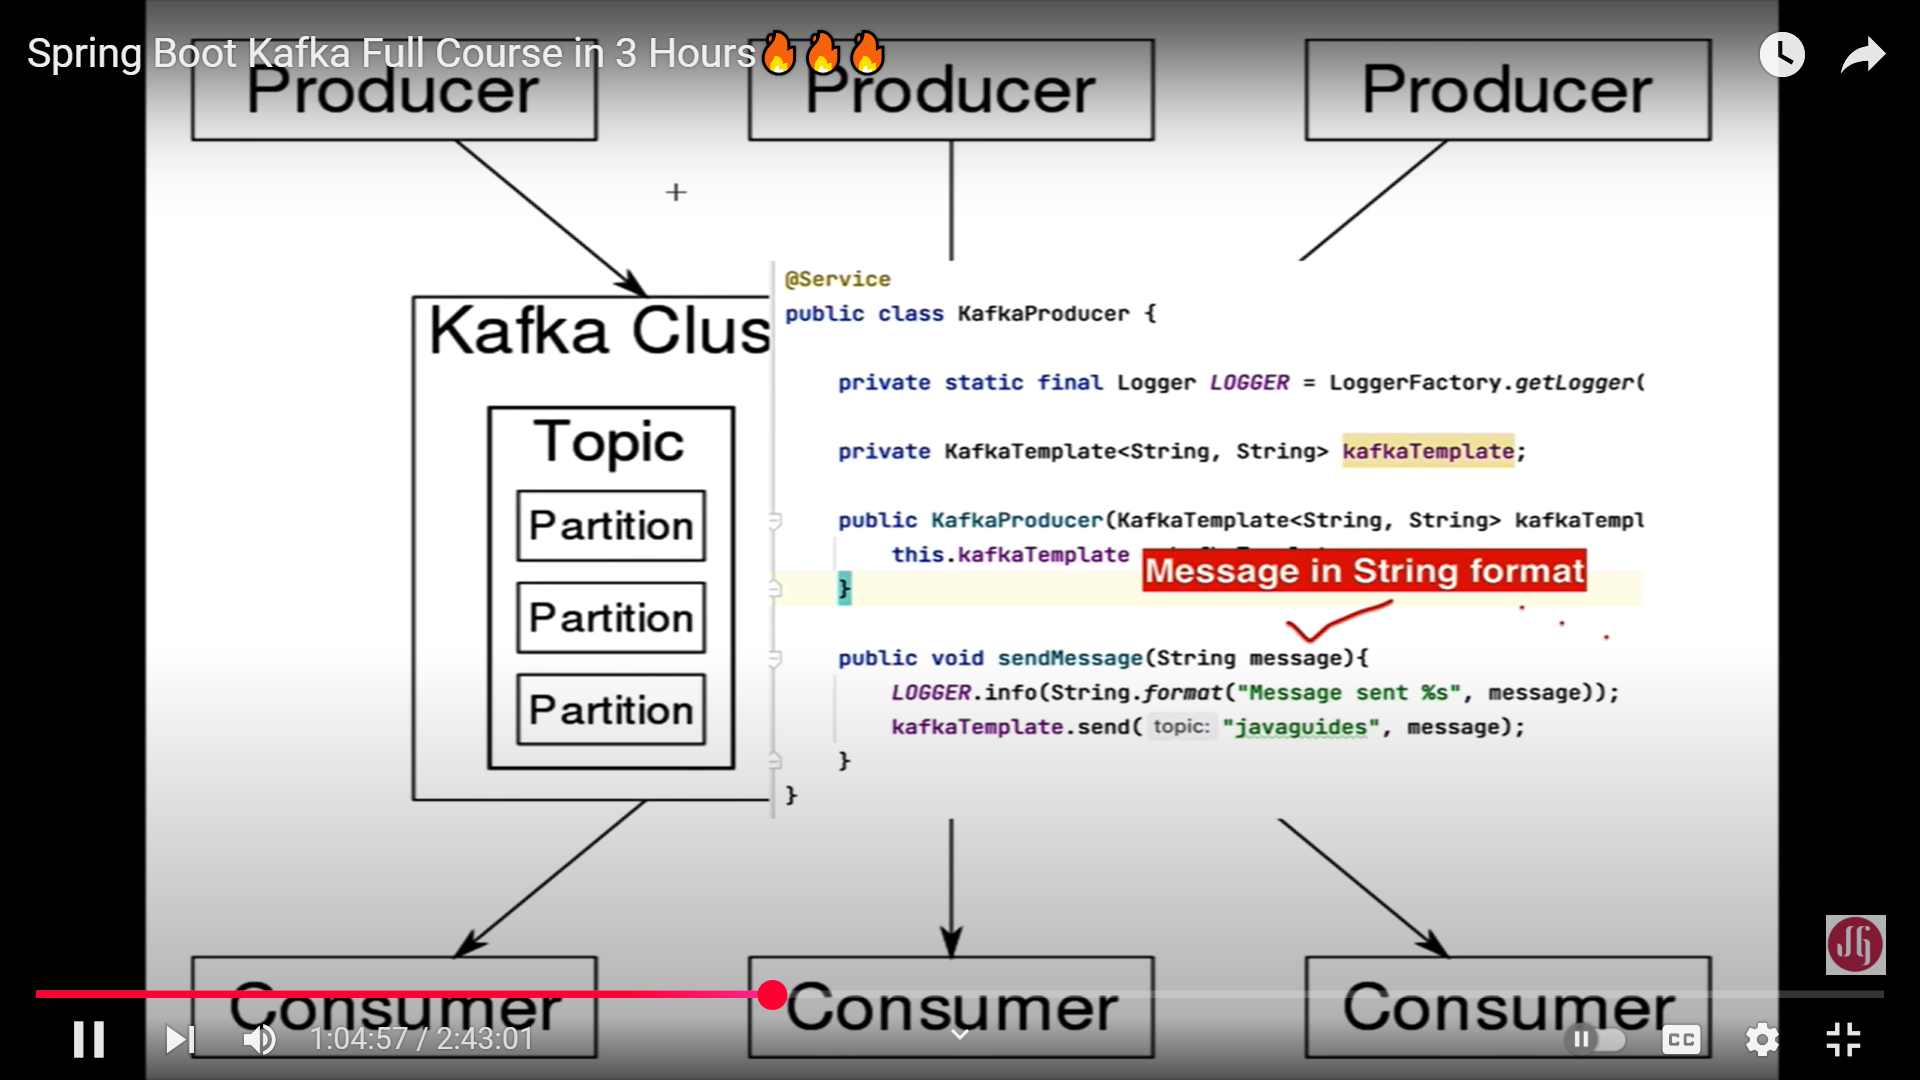 Spring Boot Kafka Full Course in 3 Hours🔥🔥🔥
Producer
Producer
Producer
Kafka Clus
Topic
Partition
Partition
Partition
@Service
public class KafkaProducer {
private static final Logger LOGGER = LoggerFactory.getLogger(
private KafkaTemplate<String, String> kafkaTemplate;
public KafkaProducer(KafkaTemplate<String, String> kafkaTempl
this.kafkaTemplate
Message in String format
}
public void sendMessage(String message){
LOGGER.info(String.format("Message sent %s", message));
kafkaTemplate.send( topic: "javaguides", message);
}
}
Consumer
Consumer
Consumer
JG
1:04:57 / 2:43:01
CC